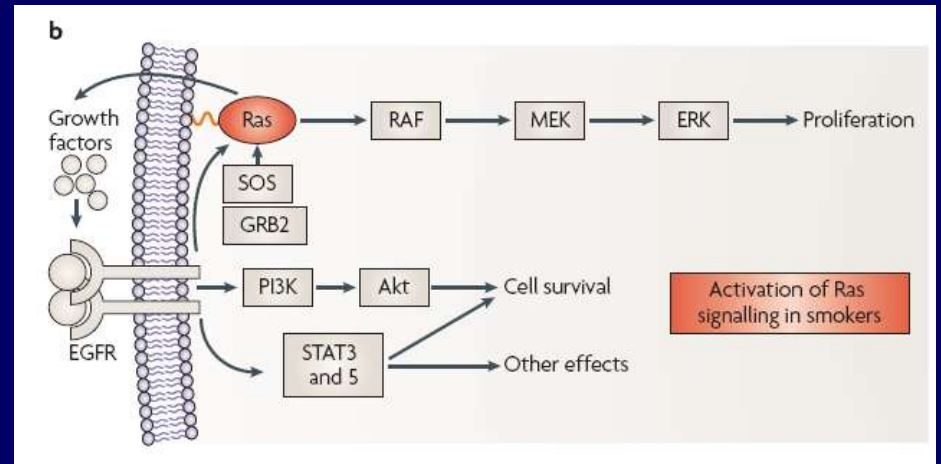 b
Growth
factors
Ras
RAF
MEK
ERK
Proliferation
SOS
GRB2
PI3K
Akt
Cell survival
EGFR
STAT3
and 5
Other effects
Activation of Ras
signalling in smokers